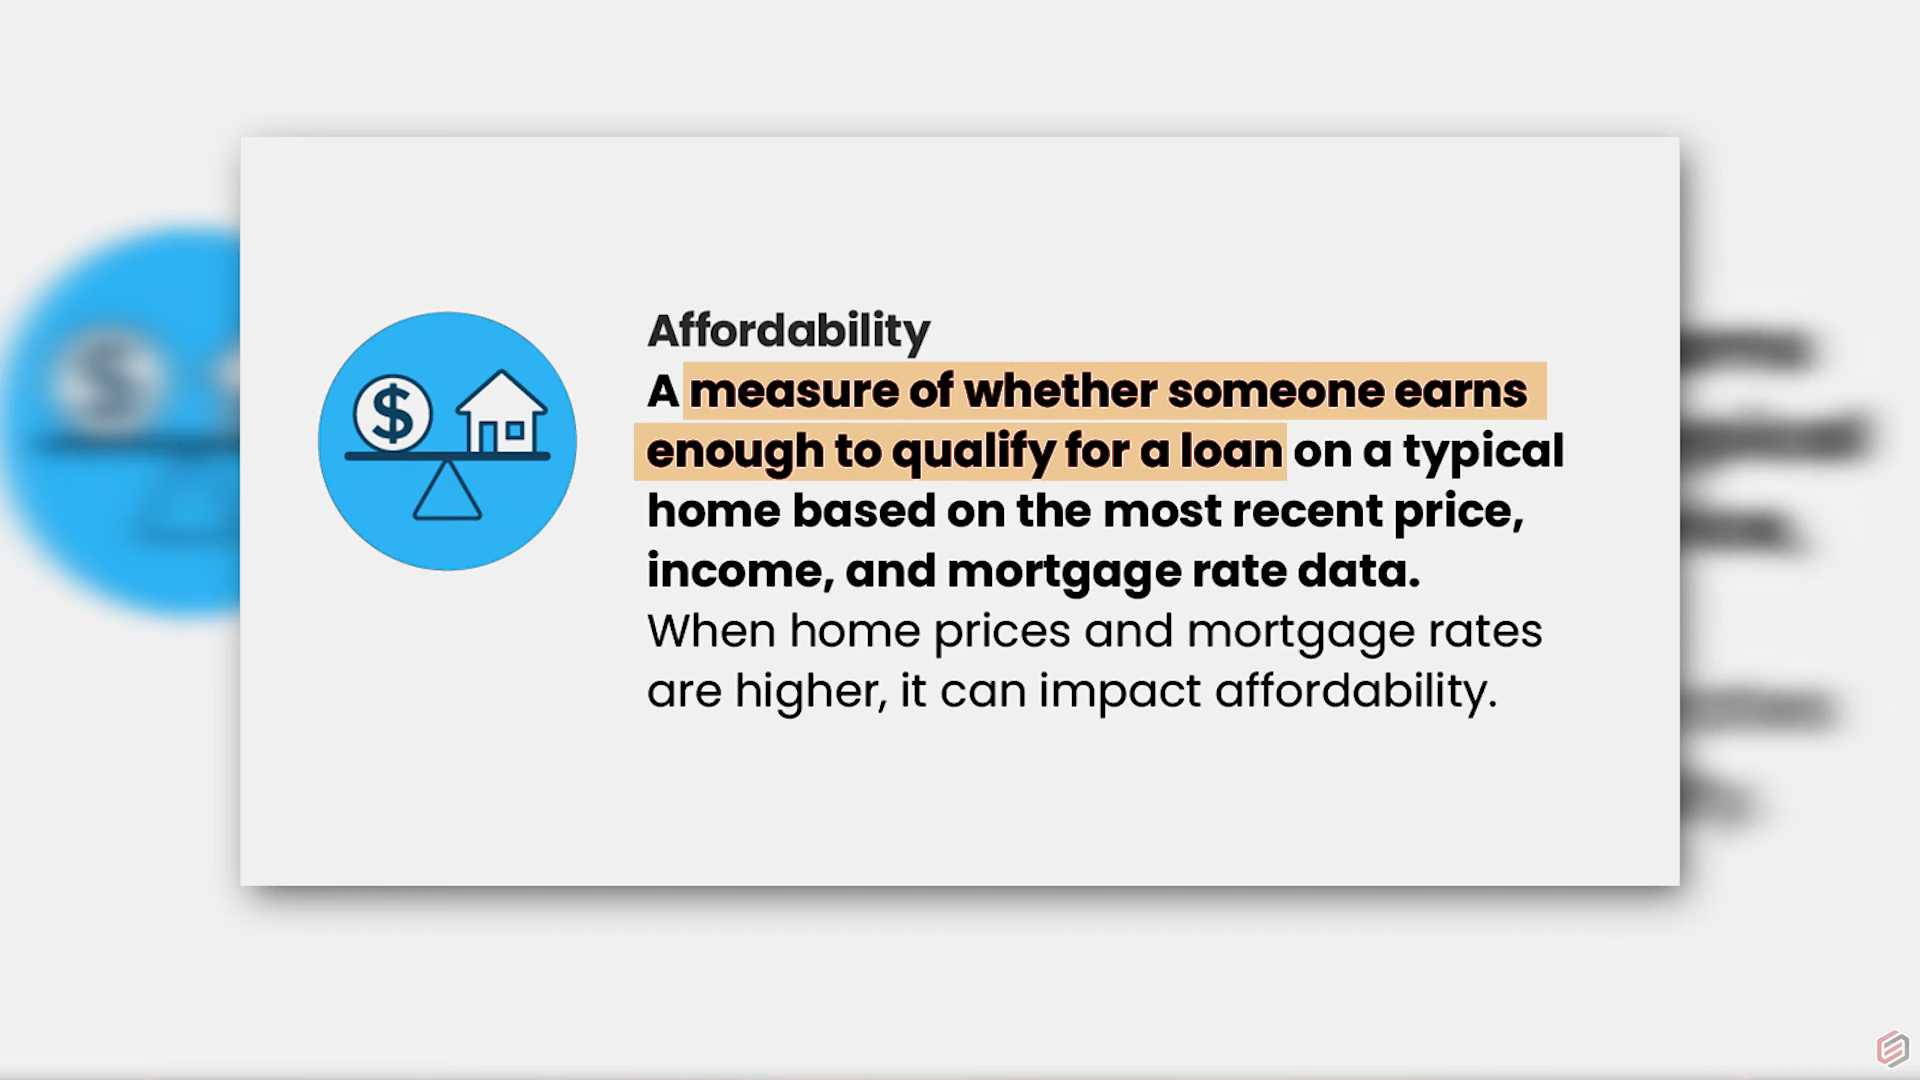 Affordability
A measure of whether someone earns
enough to qualify for a loan on a typical
home based on the most recent price,
income, and mortgage rate data.
When home prices and mortgage rates
are higher, it can impact affordability.